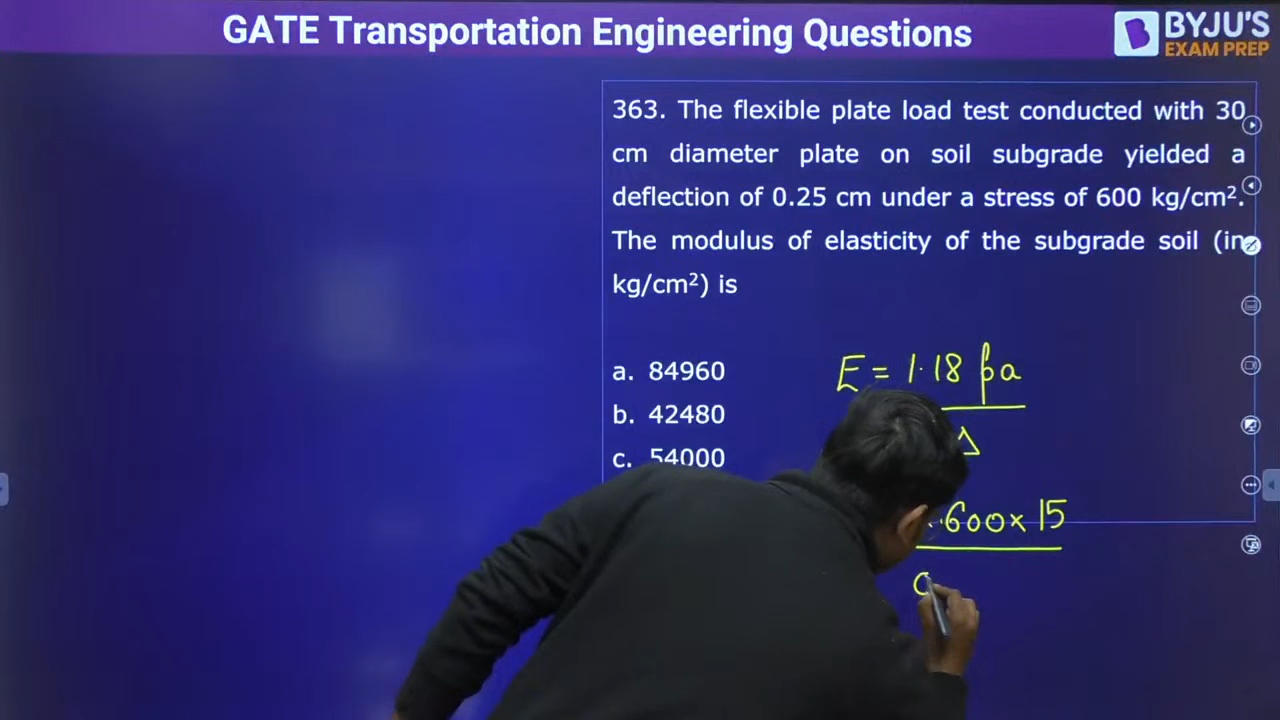 GATE Transportation Engineering Questions
BYJU'S
EXAM PREP
363. The flexible plate load test conducted with 30
cm diameter plate on soil subgrade yielded a
deflection of 0.25 cm under a stress of 600 kg/cm².
The modulus of elasticity of the subgrade soil (in
kg/cm²) is
a. 84960
b. 42480
c. 54000
E = 1.18 pa
Δ
600 × 15
0